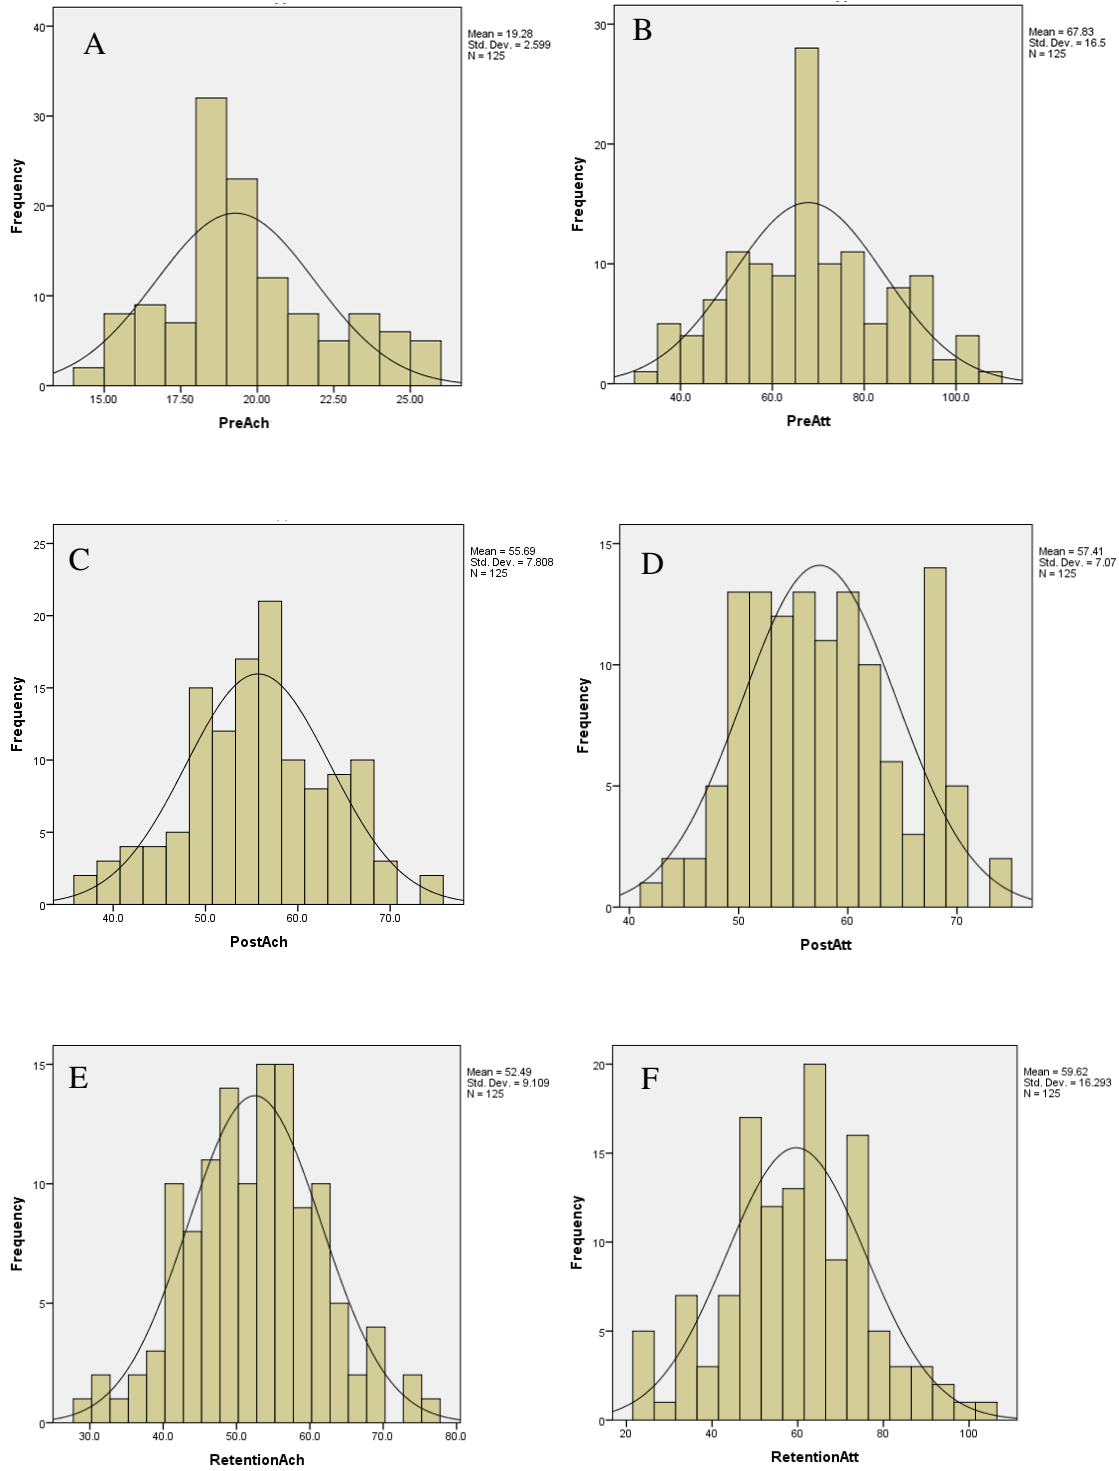 A
Mean = 19.28
Std. Dev. = 2.599
N = 125
40
30
20
10
0
Frequency
15.00 17.50 20.00 22.50 25.00
PreAch
B
Mean = 67.83
Std. Dev. = 16.5
N = 125
30
20
10
0
Frequency
40.0 60.0 80.0 100.0
PreAtt
C
Mean = 55.69
Std. Dev. = 7.808
N = 125
25
20
15
10
5
0
Frequency
40.0 50.0 60.0 70.0
PostAch
D
Mean = 57.41
Std. Dev. = 7.07
N = 125
15
10
5
0
Frequency
40 50 60 70
PostAtt
E
Mean = 52.49
Std. Dev. = 9.109
N = 125
15
10
5
0
Frequency
30.0 40.0 50.0 60.0 70.0 80.0
RetentionAch
F
Mean = 59.62
Std. Dev. = 16.293
N = 125
20
15
10
5
0
Frequency
20 40 60 80 100
RetentionAtt